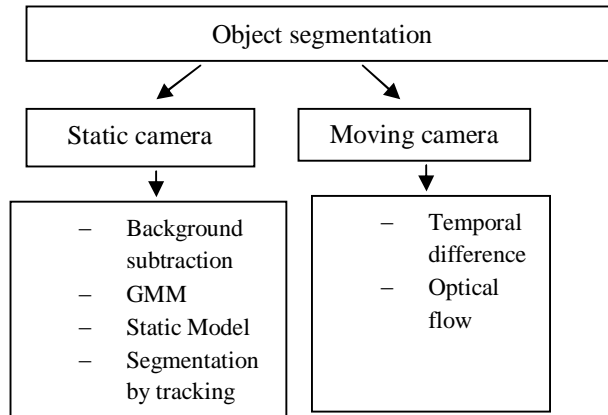 Object segmentation
Static camera
Moving camera
– Background
subtraction
– GMM
– Static Model
– Segmentation
by tracking
– Temporal
difference
– Optical
flow